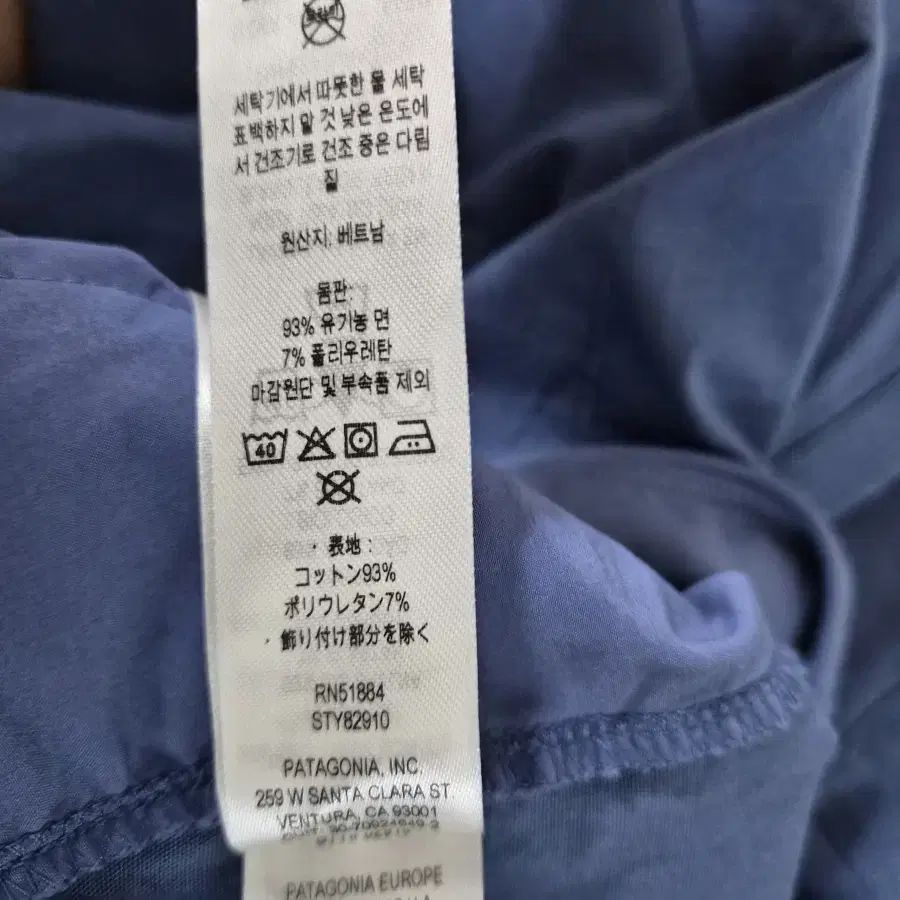 세탁기에서 따뜻한 물 세탁
표백하지 말 것 낮은 온도에
서 건조기로 건조 중은 다림
질
원산지. 베트남
몸판:
93% 유기농 면
7% 폴리우레탄
마감원단 및 부속품 제외
40
・表地：
コットン93%
ポリウレタン7%
・飾り付け部分を除く
RN51884
STY82910
PATAGONIA, INC.
259 W SANTA CLARA ST
VENTURA, CA 93001
PATAGONIA EUROPE